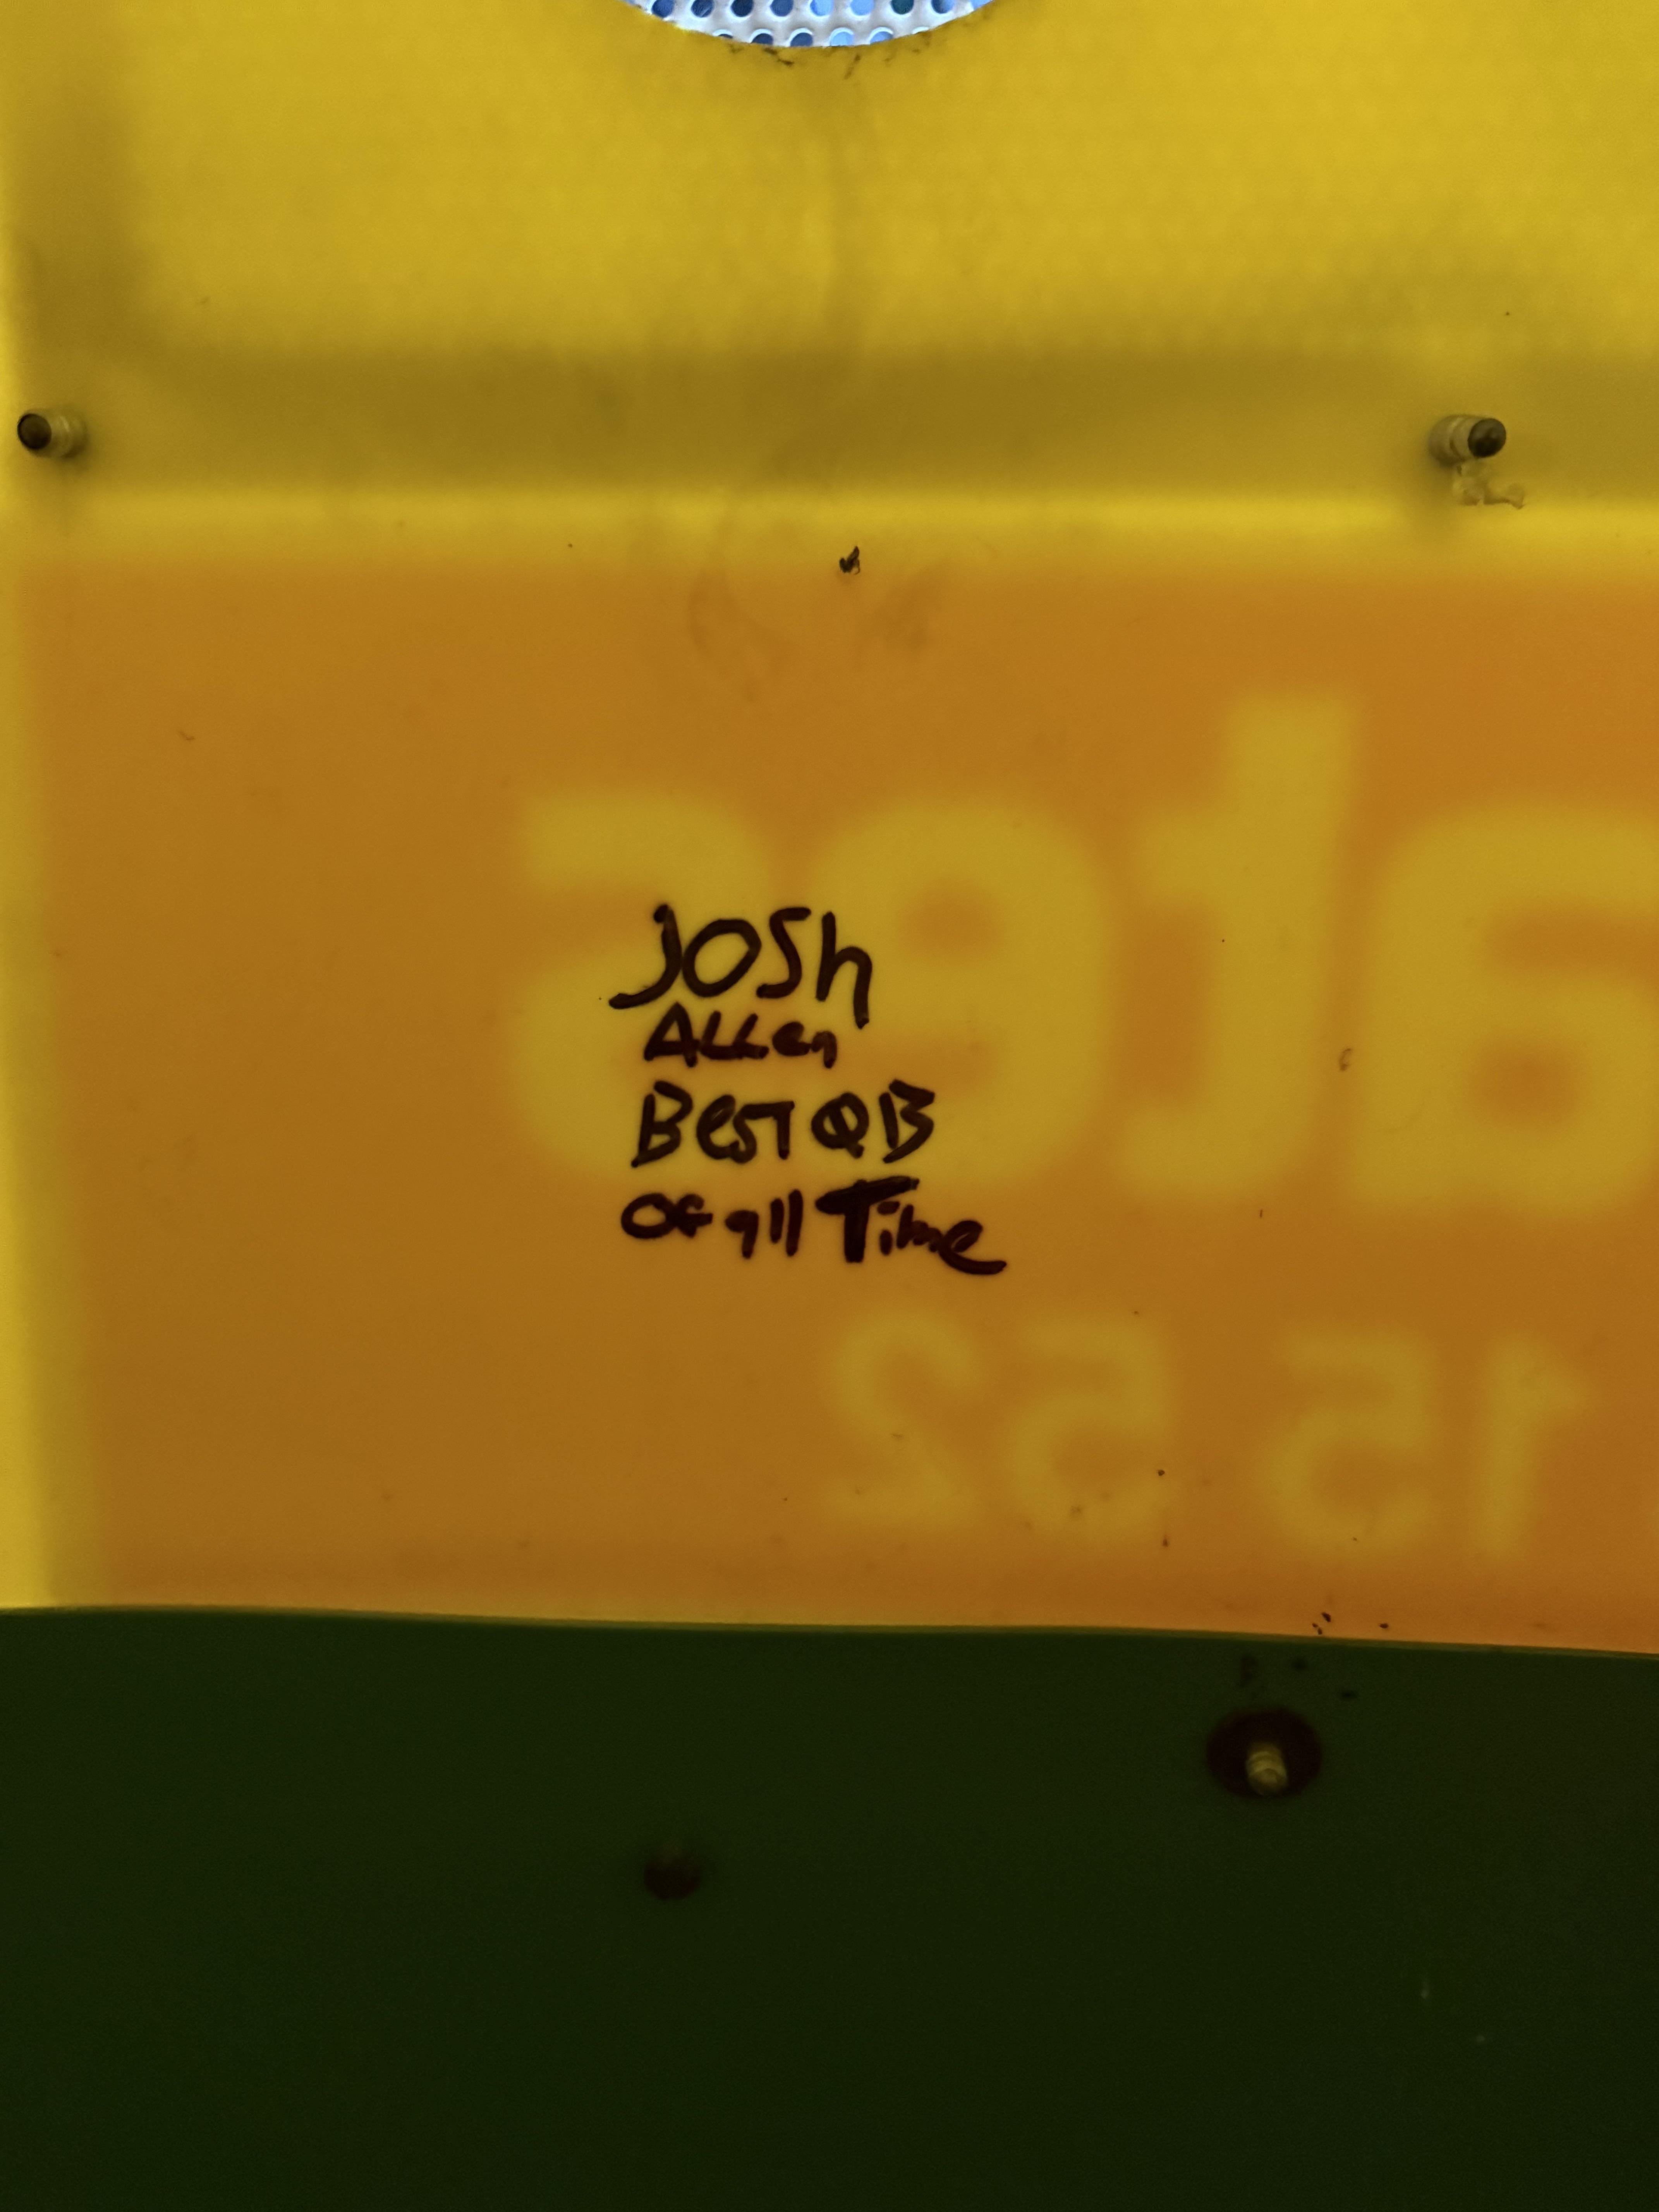 JOSh
ALLen
BesT QB
Of all Time